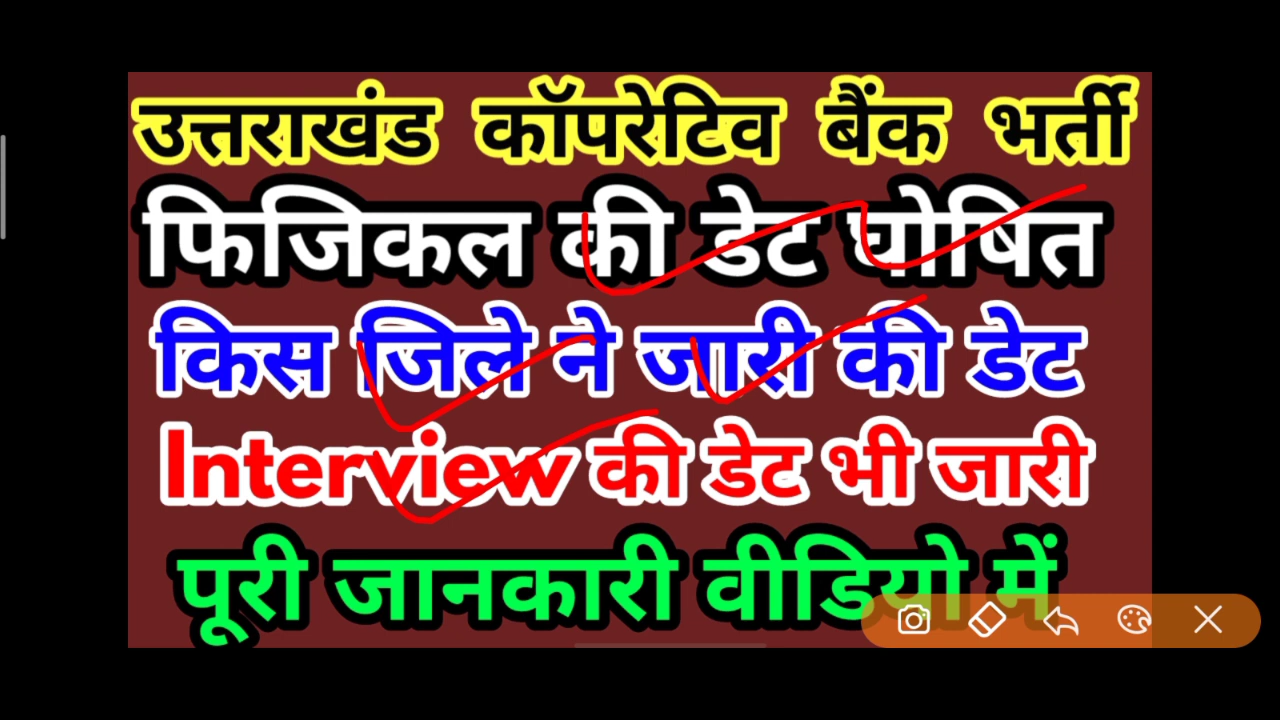 उत्तराखंड कॉपरेटिव बैंक भर्ती
फिजिकल की डेट घोषित
किस जिले ने जारी की डेट
Interview की डेट भी जारी
पूरी जानकारी वीडियो में